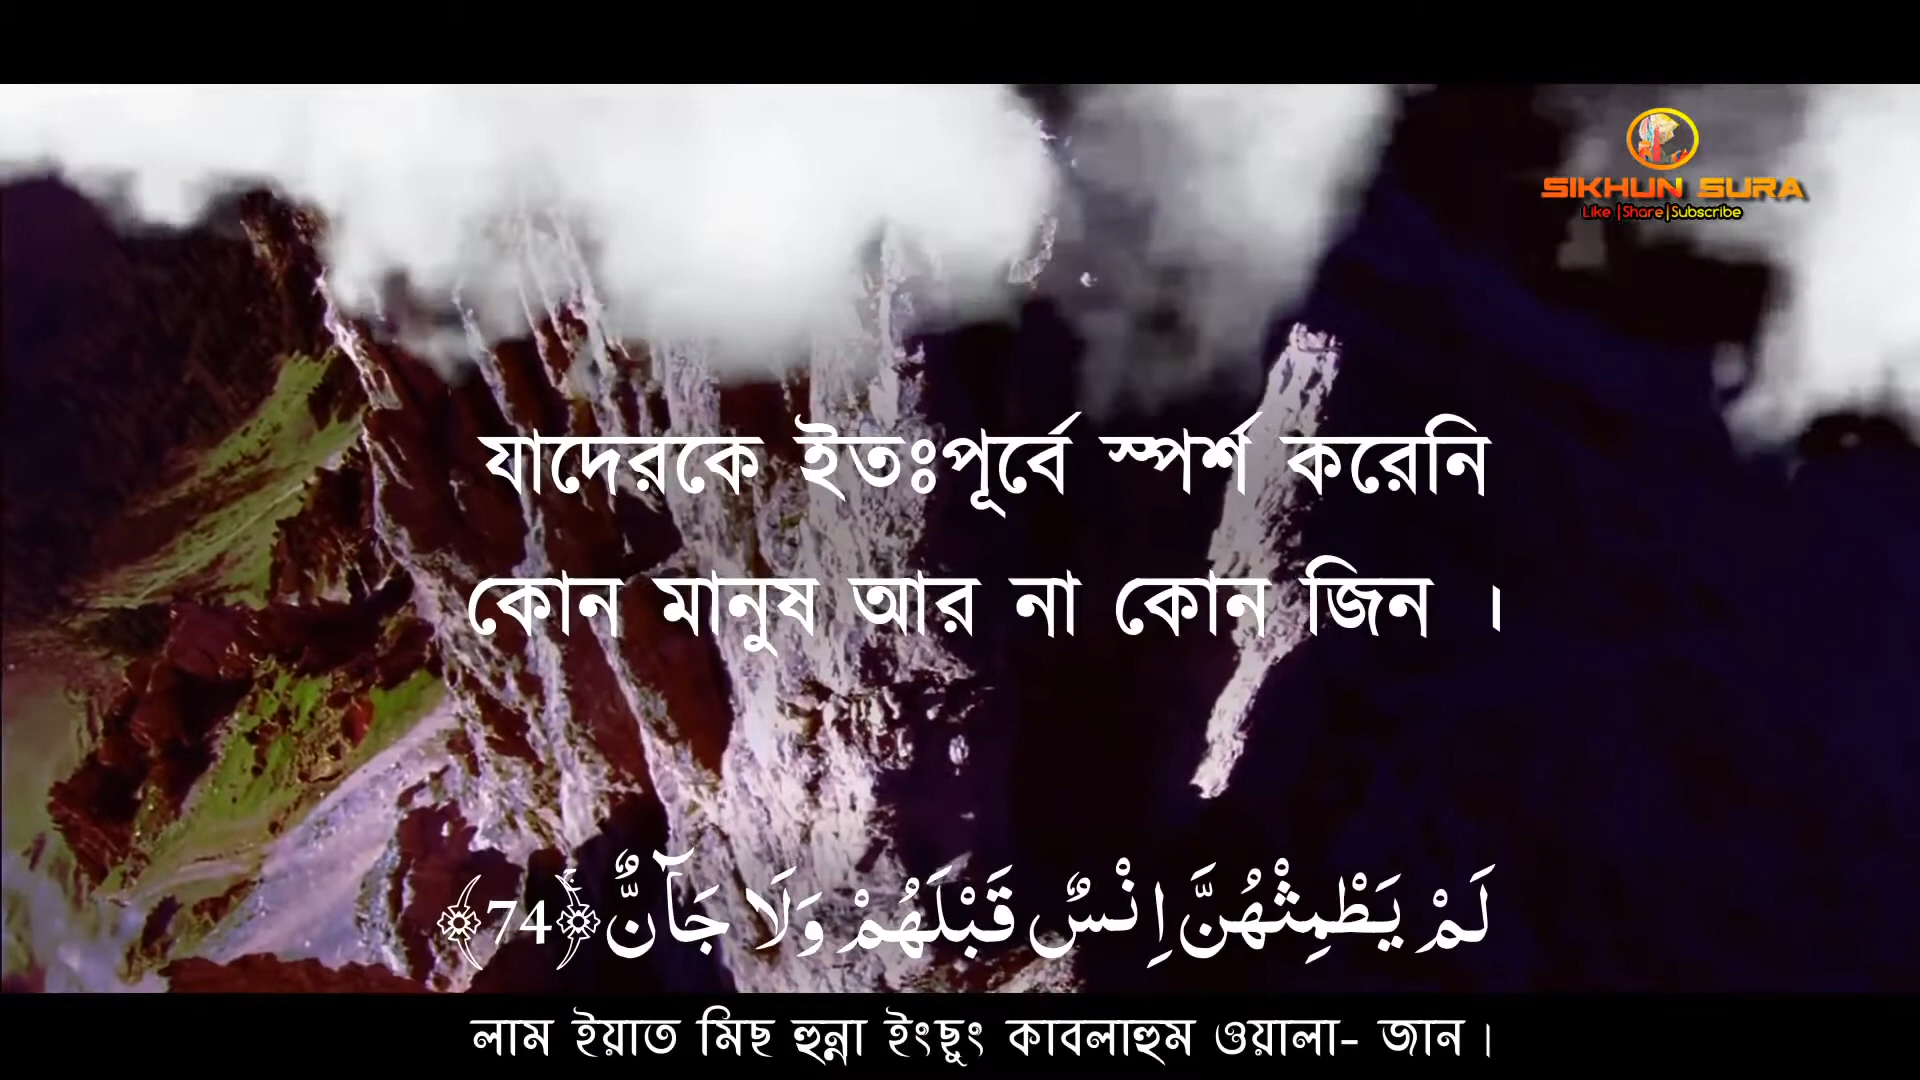 SIKHUN SURA
Like |Share|Subscribe
যাদেরকে ইতঃপূর্বে স্পর্শ করেনি
কোন মানুষ আর না কোন জিন ।
لَمْ يَطْمِثْهُنَّ اِنْسٌ قَبْلَهُمْ وَلَا جَآنٌّ ۚ﴿74﴾
লাম ইয়াত মিছ হুন্না ইংছুং কাবলাহুম ওয়ালা- জান।